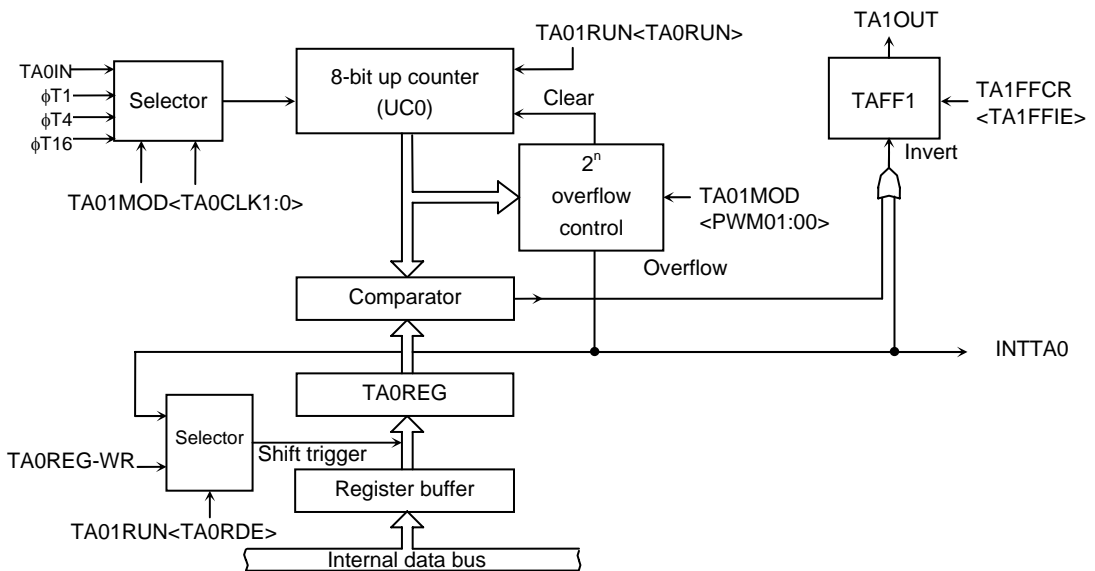 TA1OUT
TA01RUN<TA0RUN>
TA0IN
ϕT1
ϕT4
ϕT16
Selector
8-bit up counter
(UC0)
Clear
TAFF1
TA1FFCR
<TA1FFIE>
Invert
TA01MOD<TA0CLK1:0>
2ⁿ
overflow
control
TA01MOD
<PWM01:00>
Overflow
Comparator
INTTA0
TA0REG
Selector
Shift trigger
TA0REG-WR
Register buffer
TA01RUN<TA0RDE>
Internal data bus